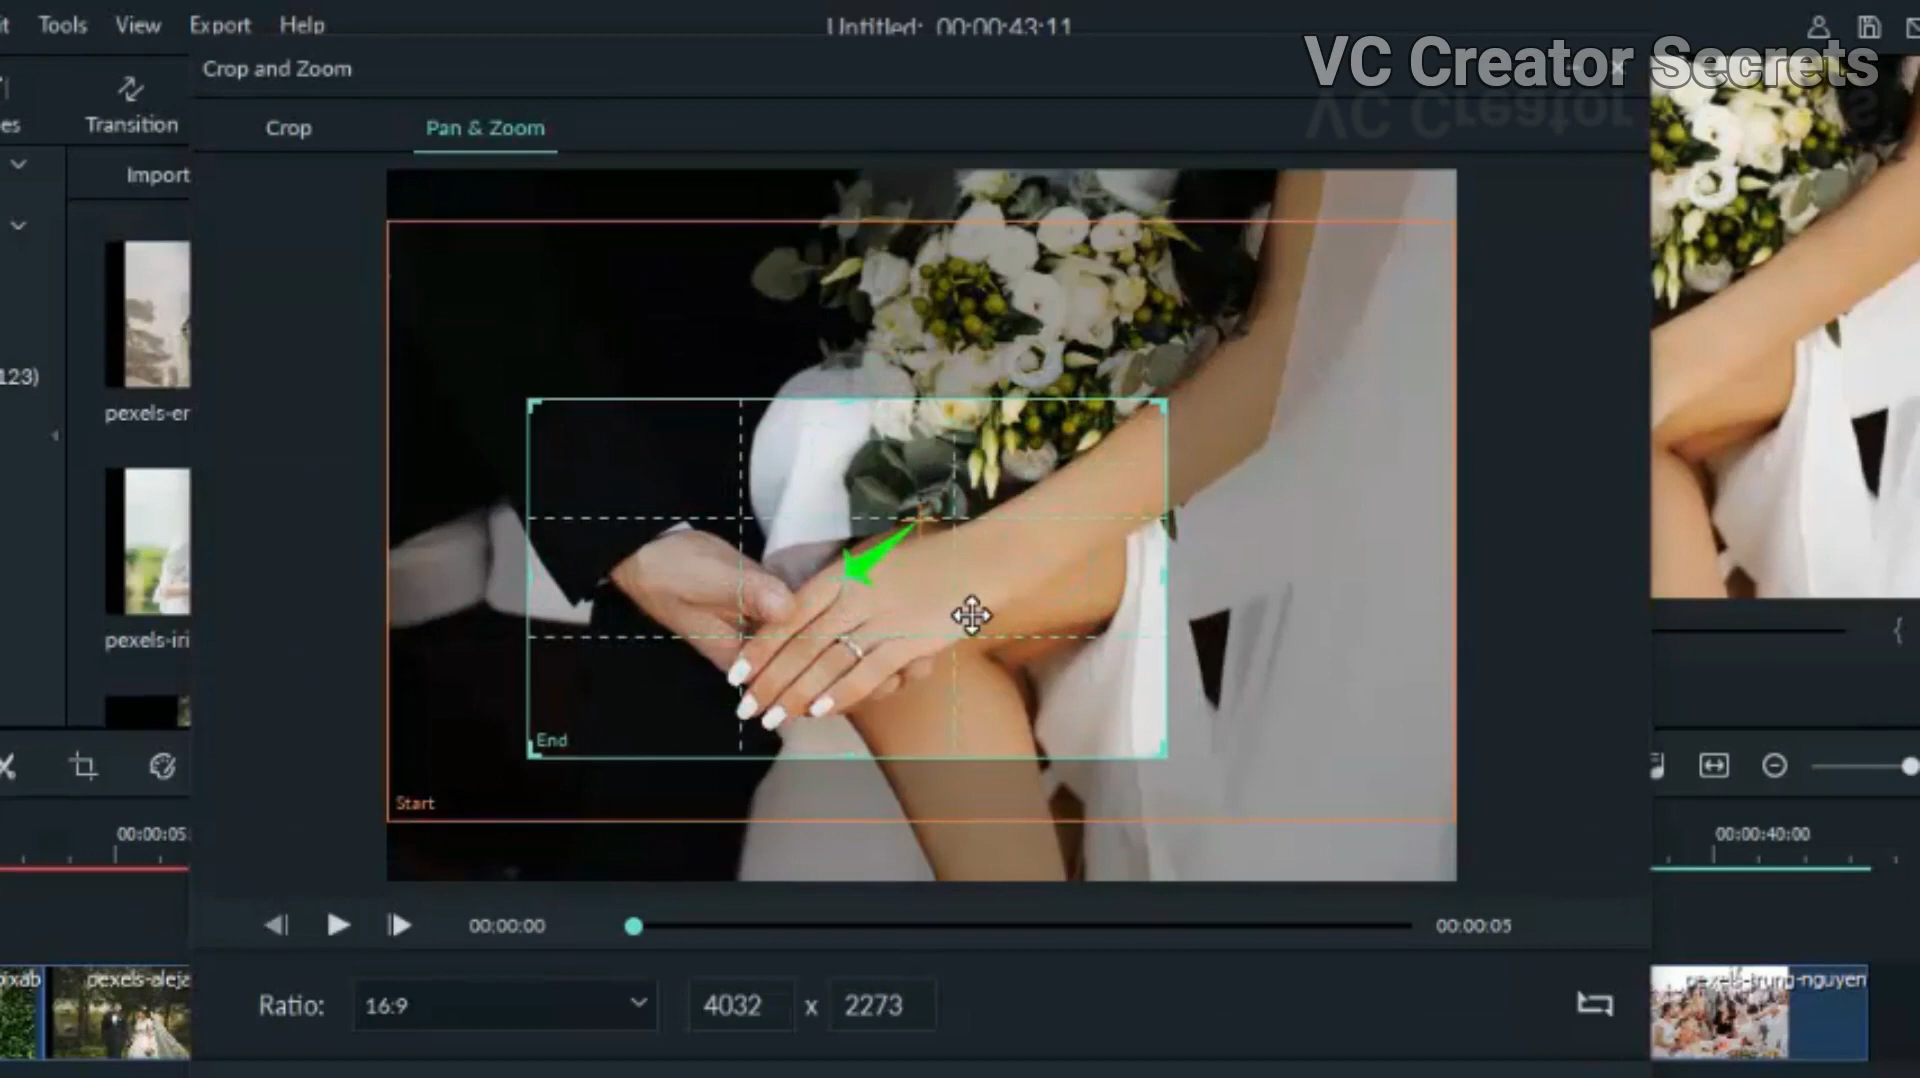 Tools View Export Help
Untitled: 00:00:43:11
VC Creator Secrets
Crop and Zoom
Transition
Crop
Pan & Zoom
Import
123)
pexels-er
pexels-iri
End
Start
00:00:05
00:00:40:00
00:00:00
00:00:05
pixab
pexels-aleja
pexels-trung-nguyen
Ratio:
16:9
4032 x 2273